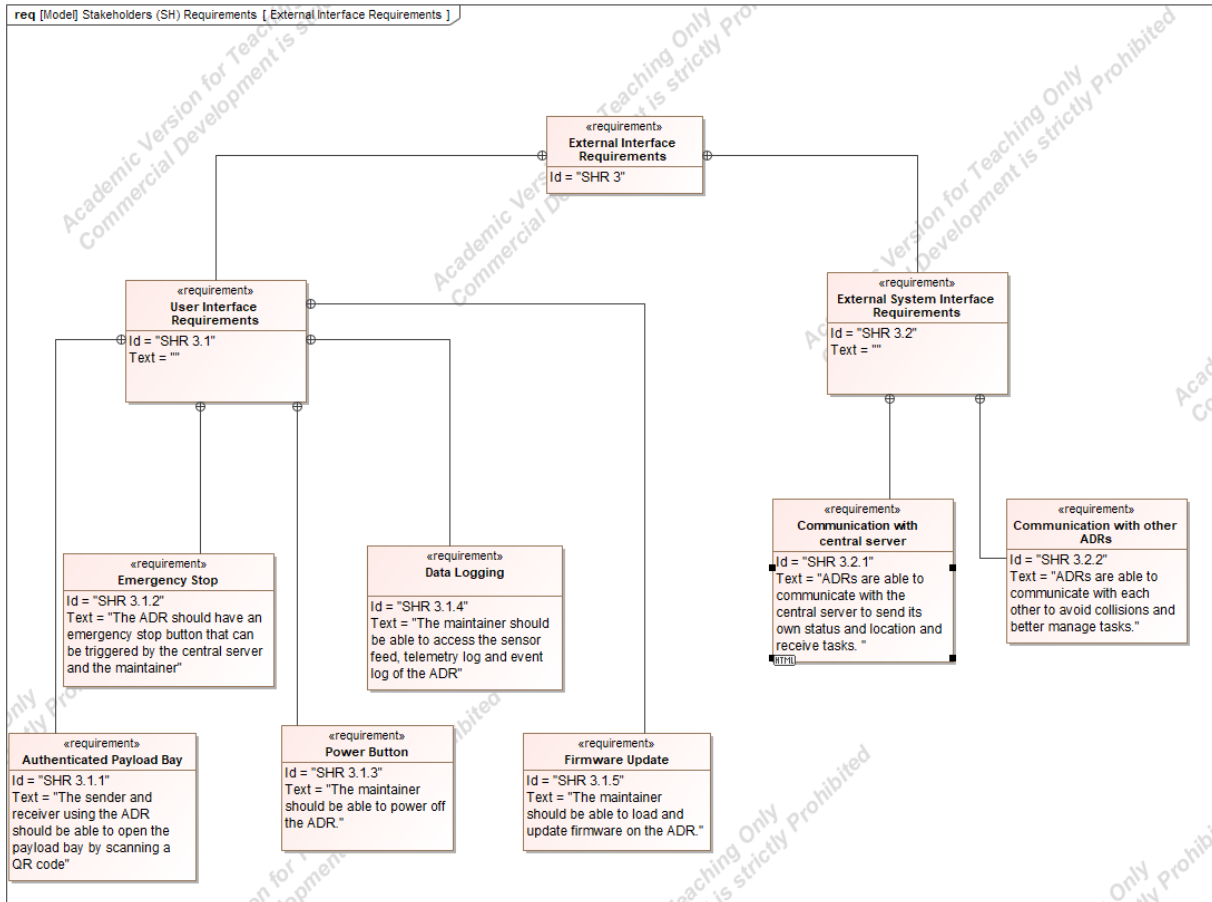 req [Model] Stakeholders (SH) Requirements [ External Interface Requirements ]
«requirement»
External Interface
Requirements
Id = "SHR 3"
«requirement»
User Interface
Requirements
Id = "SHR 3.1"
Text = ""
«requirement»
External System Interface
Requirements
Id = "SHR 3.2"
Text = ""
«requirement»
Emergency Stop
Id = "SHR 3.1.2"
Text = "The ADR should have an
emergency stop button that can
be triggered by the central server
and the maintainer"
«requirement»
Data Logging
Id = "SHR 3.1.4"
Text = "The maintainer should
be able to access the sensor
feed, telemetry log and event
log of the ADR"
«requirement»
Communication with
central server
Id = "SHR 3.2.1"
Text = "ADRs are able to
communicate with the
central server to send its
own status and location and
receive tasks. "
HTML
«requirement»
Communication with other
ADRs
Id = "SHR 3.2.2"
Text = "ADRs are able to
communicate with each
other to avoid collisions and
better manage tasks."
«requirement»
Authenticated Payload Bay
Id = "SHR 3.1.1"
Text = "The sender and
receiver using the ADR
should be able to open the
payload bay by scanning a
QR code"
«requirement»
Power Button
Id = "SHR 3.1.3"
Text = "The maintainer
should be able to power off
the ADR."
«requirement»
Firmware Update
Id = "SHR 3.1.5"
Text = "The maintainer
should be able to load and
update firmware on the ADR."
Academic Version for Teaching Only
Commercial Development is strictly Prohibited